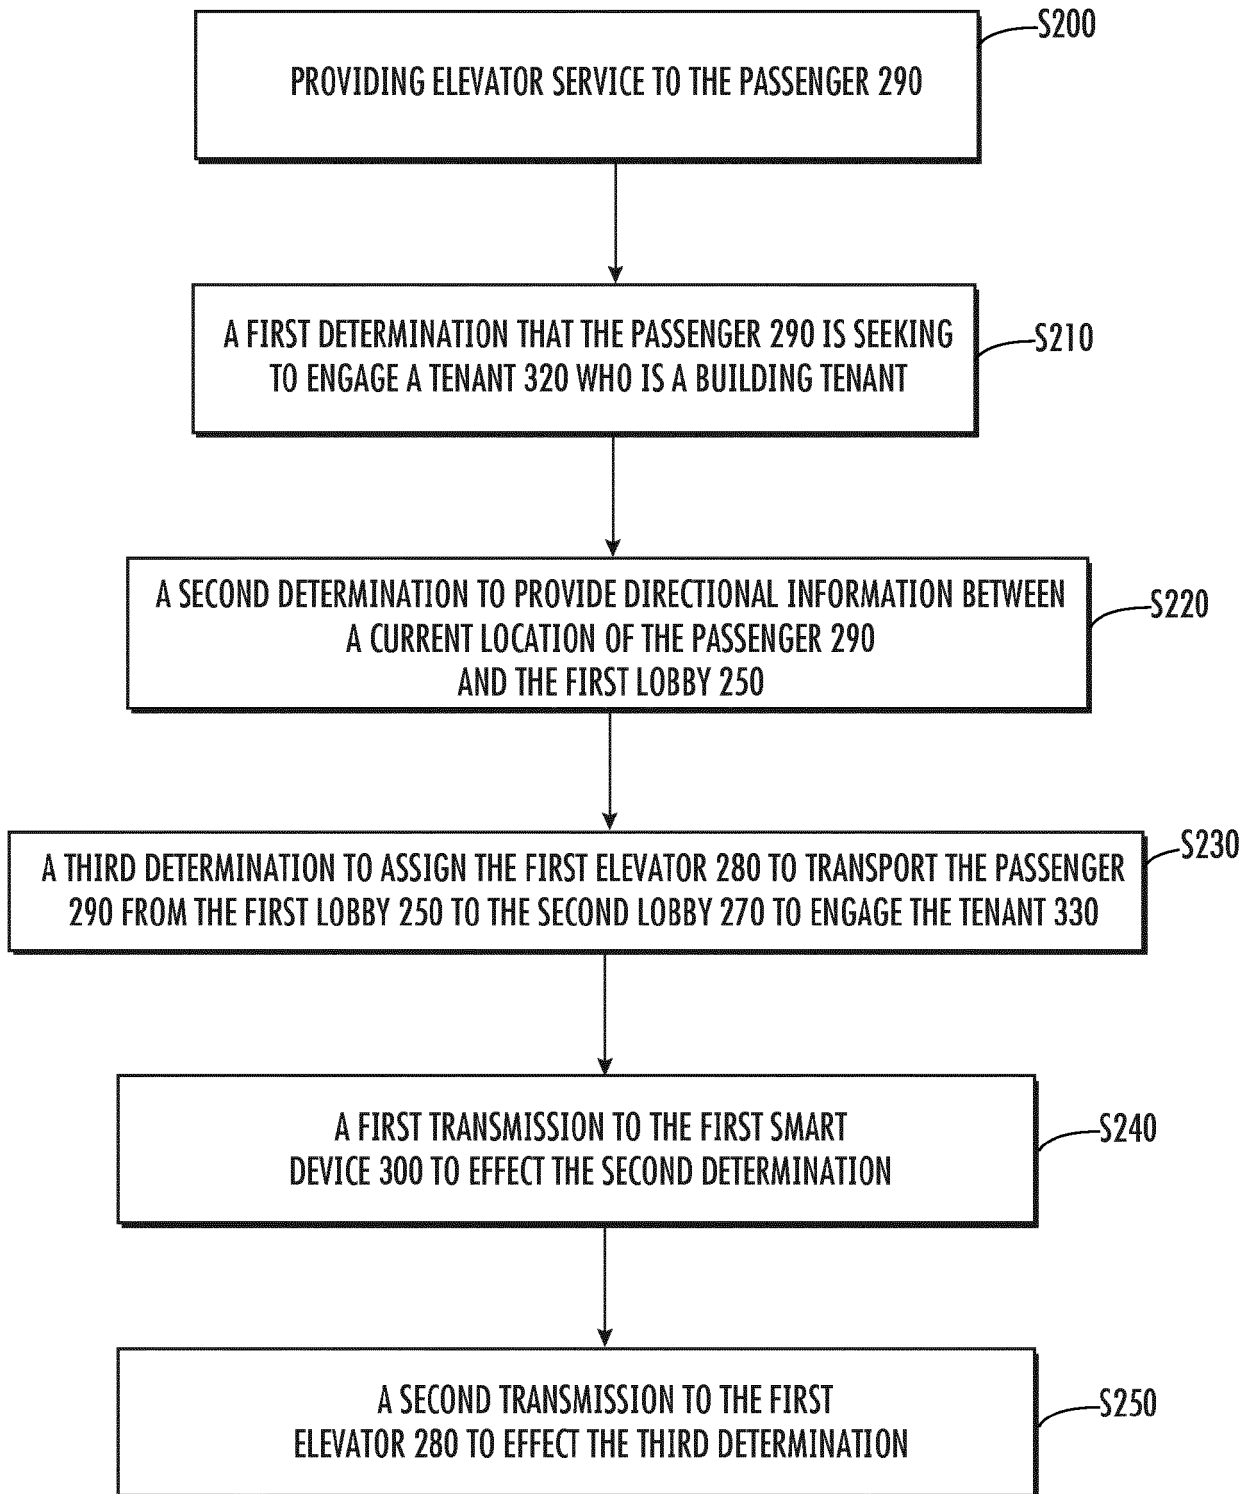 S200
PROVIDING ELEVATOR SERVICE TO THE PASSENGER 290
A FIRST DETERMINATION THAT THE PASSENGER 290 IS SEEKING
TO ENGAGE A TENANT 320 WHO IS A BUILDING TENANT
S210
A SECOND DETERMINATION TO PROVIDE DIRECTIONAL INFORMATION BETWEEN
A CURRENT LOCATION OF THE PASSENGER 290
AND THE FIRST LOBBY 250
S220
A THIRD DETERMINATION TO ASSIGN THE FIRST ELEVATOR 280 TO TRANSPORT THE PASSENGER
290 FROM THE FIRST LOBBY 250 TO THE SECOND LOBBY 270 TO ENGAGE THE TENANT 330
S230
A FIRST TRANSMISSION TO THE FIRST SMART
DEVICE 300 TO EFFECT THE SECOND DETERMINATION
S240
A SECOND TRANSMISSION TO THE FIRST
ELEVATOR 280 TO EFFECT THE THIRD DETERMINATION
S250